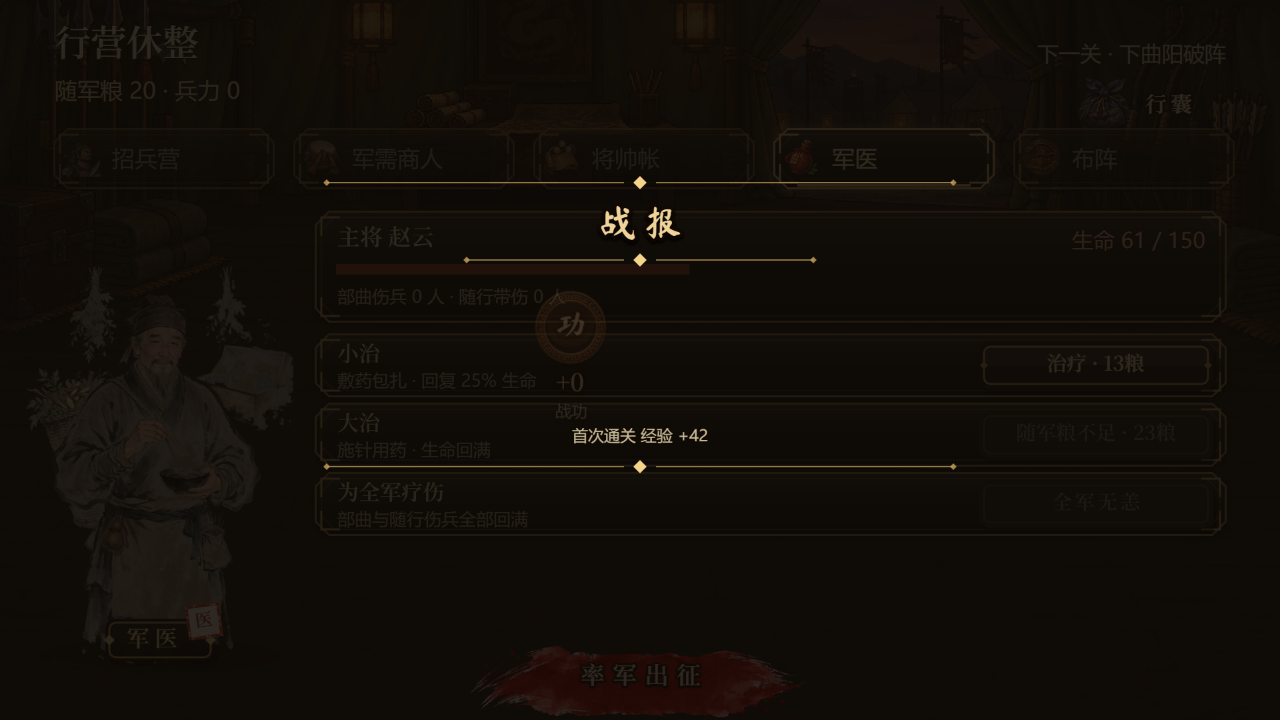 行营休整
随军粮 20 · 兵力 0
下一关 · 下曲阳破阵
行囊
招兵营
军需商人
将帅帐
军医
布阵
战报
主将 赵云
生命 61 / 150
部曲伤兵 0 人 · 随行带伤 0 人
功
+0
战功
首次通关 经验 +42
小治
敷药包扎 · 回复 25% 生命
治疗 · 13粮
大治
施针用药 · 生命回满
随军粮不足 · 23粮
为全军疗伤
部曲与随行伤兵全部回满
全军无恙
医
军医
率军出征